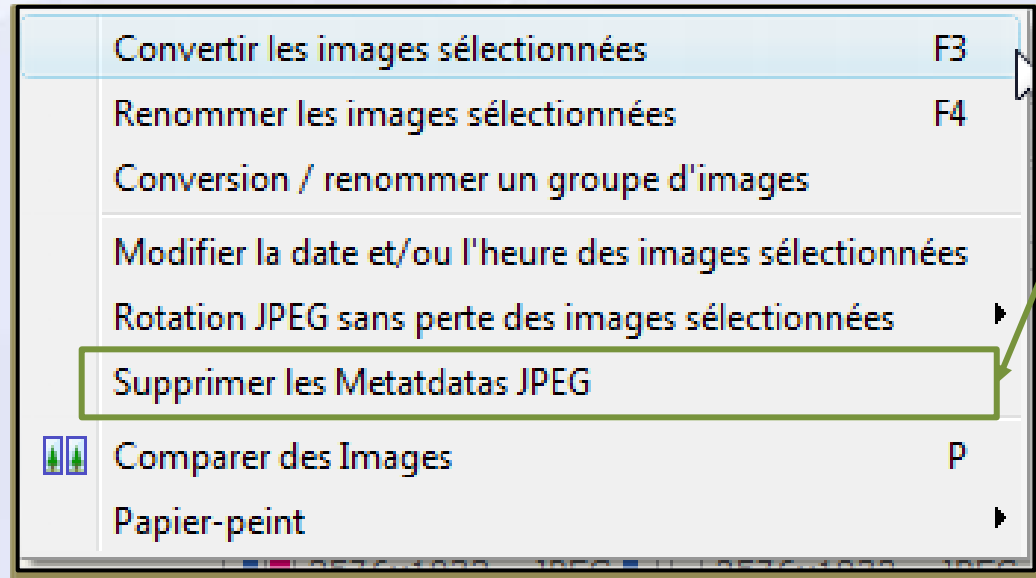 Convertir les images sélectionnées F3
Renommer les images sélectionnées F4
Conversion / renommer un groupe d'images
Modifier la date et/ou l'heure des images sélectionnées
Rotation JPEG sans perte des images sélectionnées
Supprimer les Metatdatas JPEG
Comparer des Images P
Papier-peint